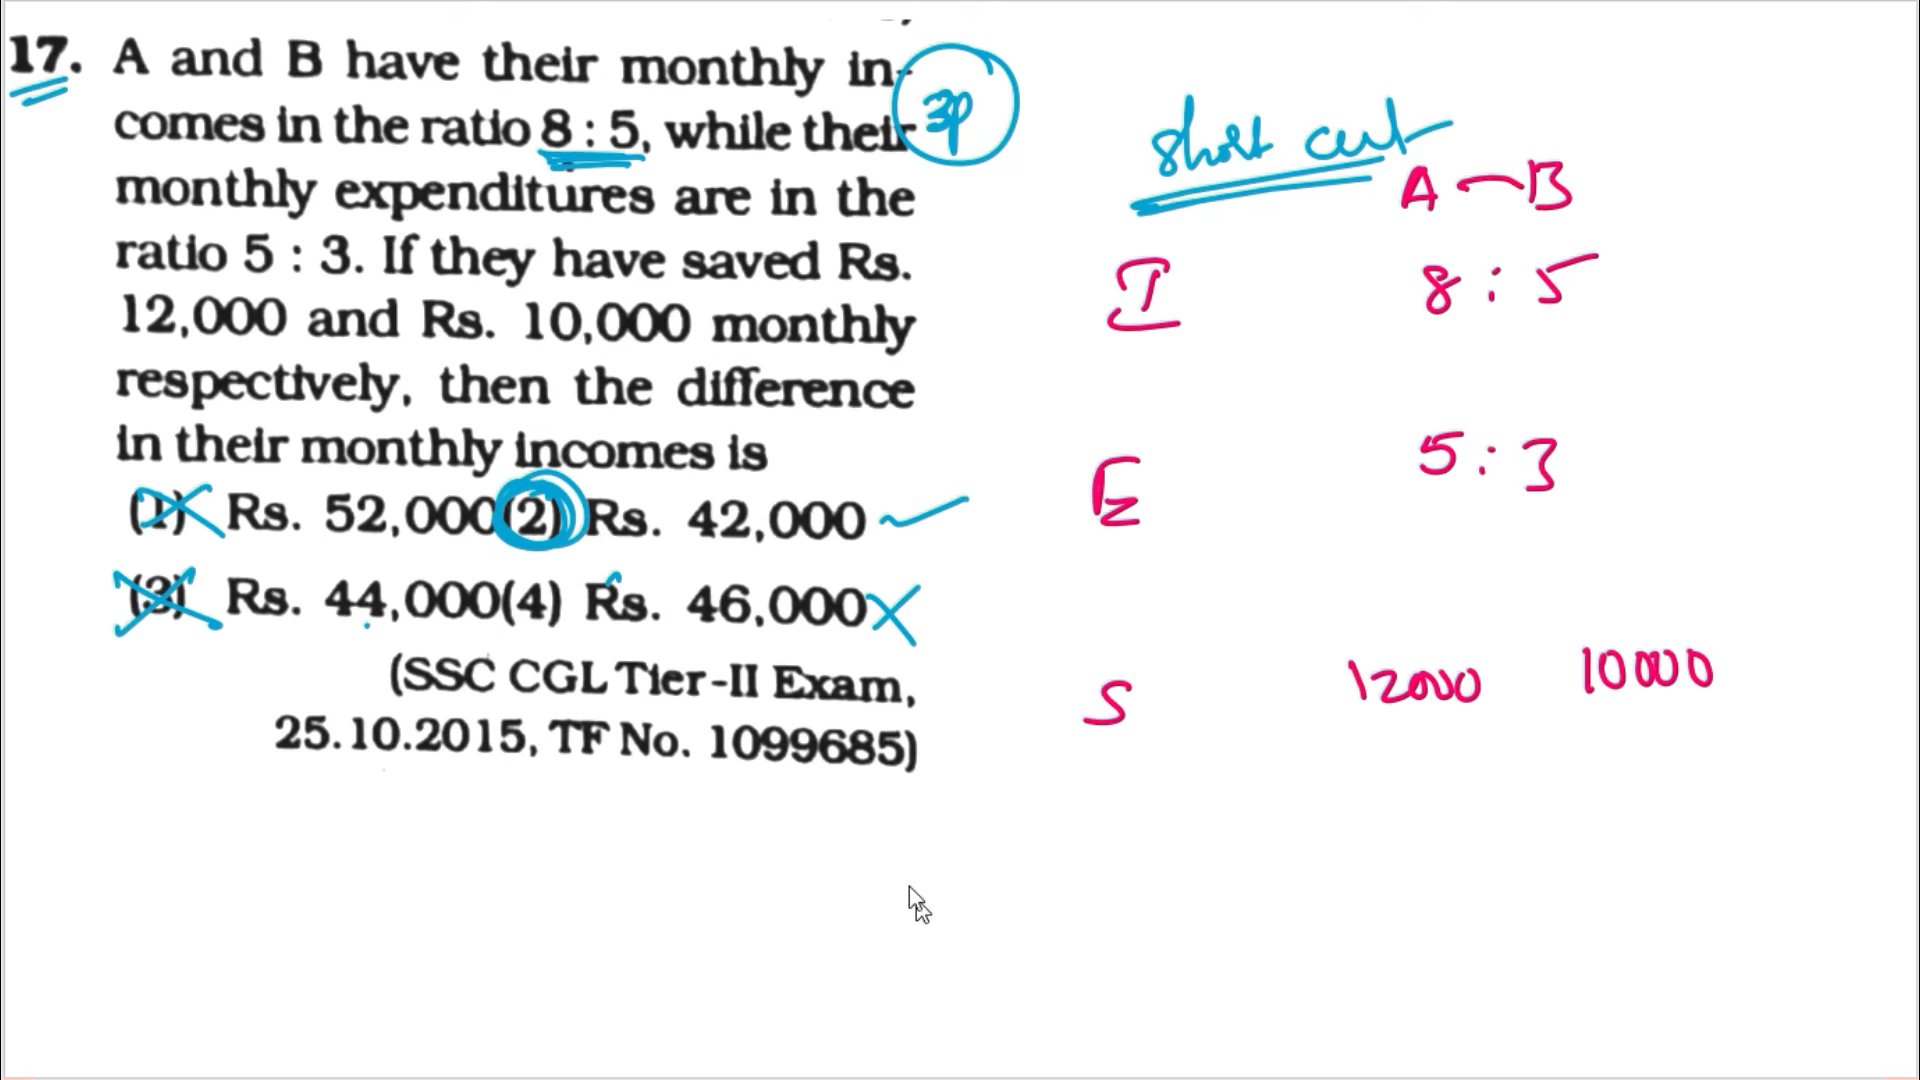 17. A and B have their monthly in-
comes in the ratio 8 : 5, while their
monthly expenditures are in the
ratio 5 : 3. If they have saved Rs.
12,000 and Rs. 10,000 monthly
respectively, then the difference
in their monthly incomes is
(1) Rs. 52,000 (2) Rs. 42,000
(3) Rs. 44,000 (4) Rs. 46,000
(SSC CGL Tier-II Exam,
25.10.2015, TF No. 1099685)
3p
short cut
A B
I 8 : 5
E 5 : 3
S 12000 10000